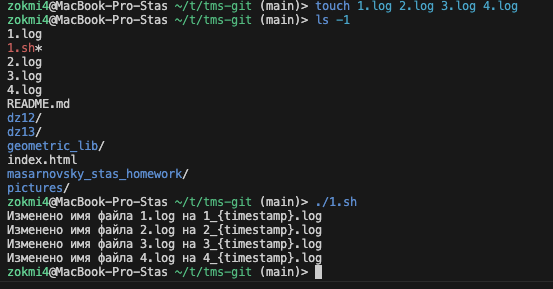 zokmi4@MacBook-Pro-Stas ~/t/tms-git (main)> touch 1.log 2.log 3.log 4.log
zokmi4@MacBook-Pro-Stas ~/t/tms-git (main)> ls -1
1.log
1.sh*
2.log
3.log
4.log
README.md
dz12/
dz13/
geometric_lib/
index.html
masarnovsky_stas_homework/
pictures/
zokmi4@MacBook-Pro-Stas ~/t/tms-git (main)> ./1.sh
Изменено имя файла 1.log на 1_{timestamp}.log
Изменено имя файла 2.log на 2_{timestamp}.log
Изменено имя файла 3.log на 3_{timestamp}.log
Изменено имя файла 4.log на 4_{timestamp}.log
zokmi4@MacBook-Pro-Stas ~/t/tms-git (main)>